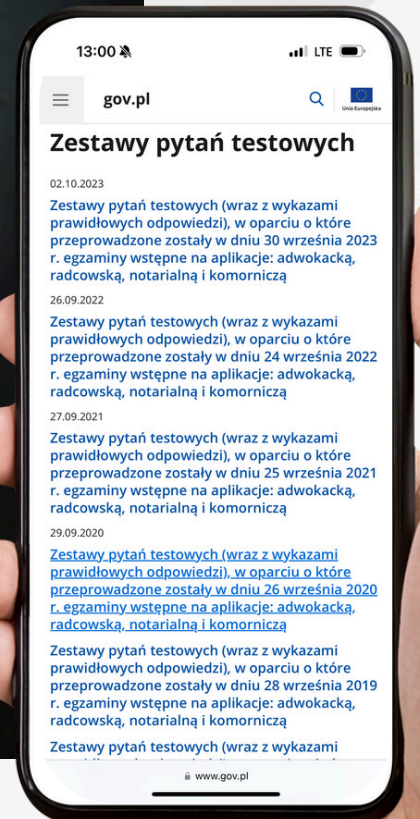 13:00
LTE
gov.pl
Unia Europejska
Zestawy pytań testowych
02.10.2023
Zestawy pytań testowych (wraz z wykazami
prawidłowych odpowiedzi), w oparciu o które
przeprowadzone zostały w dniu 30 września 2023
r. egzaminy wstępne na aplikacje: adwokacką,
radcowską, notarialną i komorniczą
26.09.2022
Zestawy pytań testowych (wraz z wykazami
prawidłowych odpowiedzi), w oparciu o które
przeprowadzone zostały w dniu 24 września 2022
r. egzaminy wstępne na aplikacje: adwokacką,
radcowską, notarialną i komorniczą
27.09.2021
Zestawy pytań testowych (wraz z wykazami
prawidłowych odpowiedzi), w oparciu o które
przeprowadzone zostały w dniu 25 września 2021
r. egzaminy wstępne na aplikacje: adwokacką,
radcowską, notarialną i komorniczą
29.09.2020
Zestawy pytań testowych (wraz z wykazami
prawidłowych odpowiedzi), w oparciu o które
przeprowadzone zostały w dniu 26 września 2020
r. egzaminy wstępne na aplikacje: adwokacką,
radcowską, notarialną i komorniczą
Zestawy pytań testowych (wraz z wykazami
prawidłowych odpowiedzi), w oparciu o które
przeprowadzone zostały w dniu 28 września 2019
r. egzaminy wstępne na aplikacje: adwokacką,
radcowską, notarialną i komorniczą
Zestawy pytań testowych (wraz z wykazami
www.gov.pl